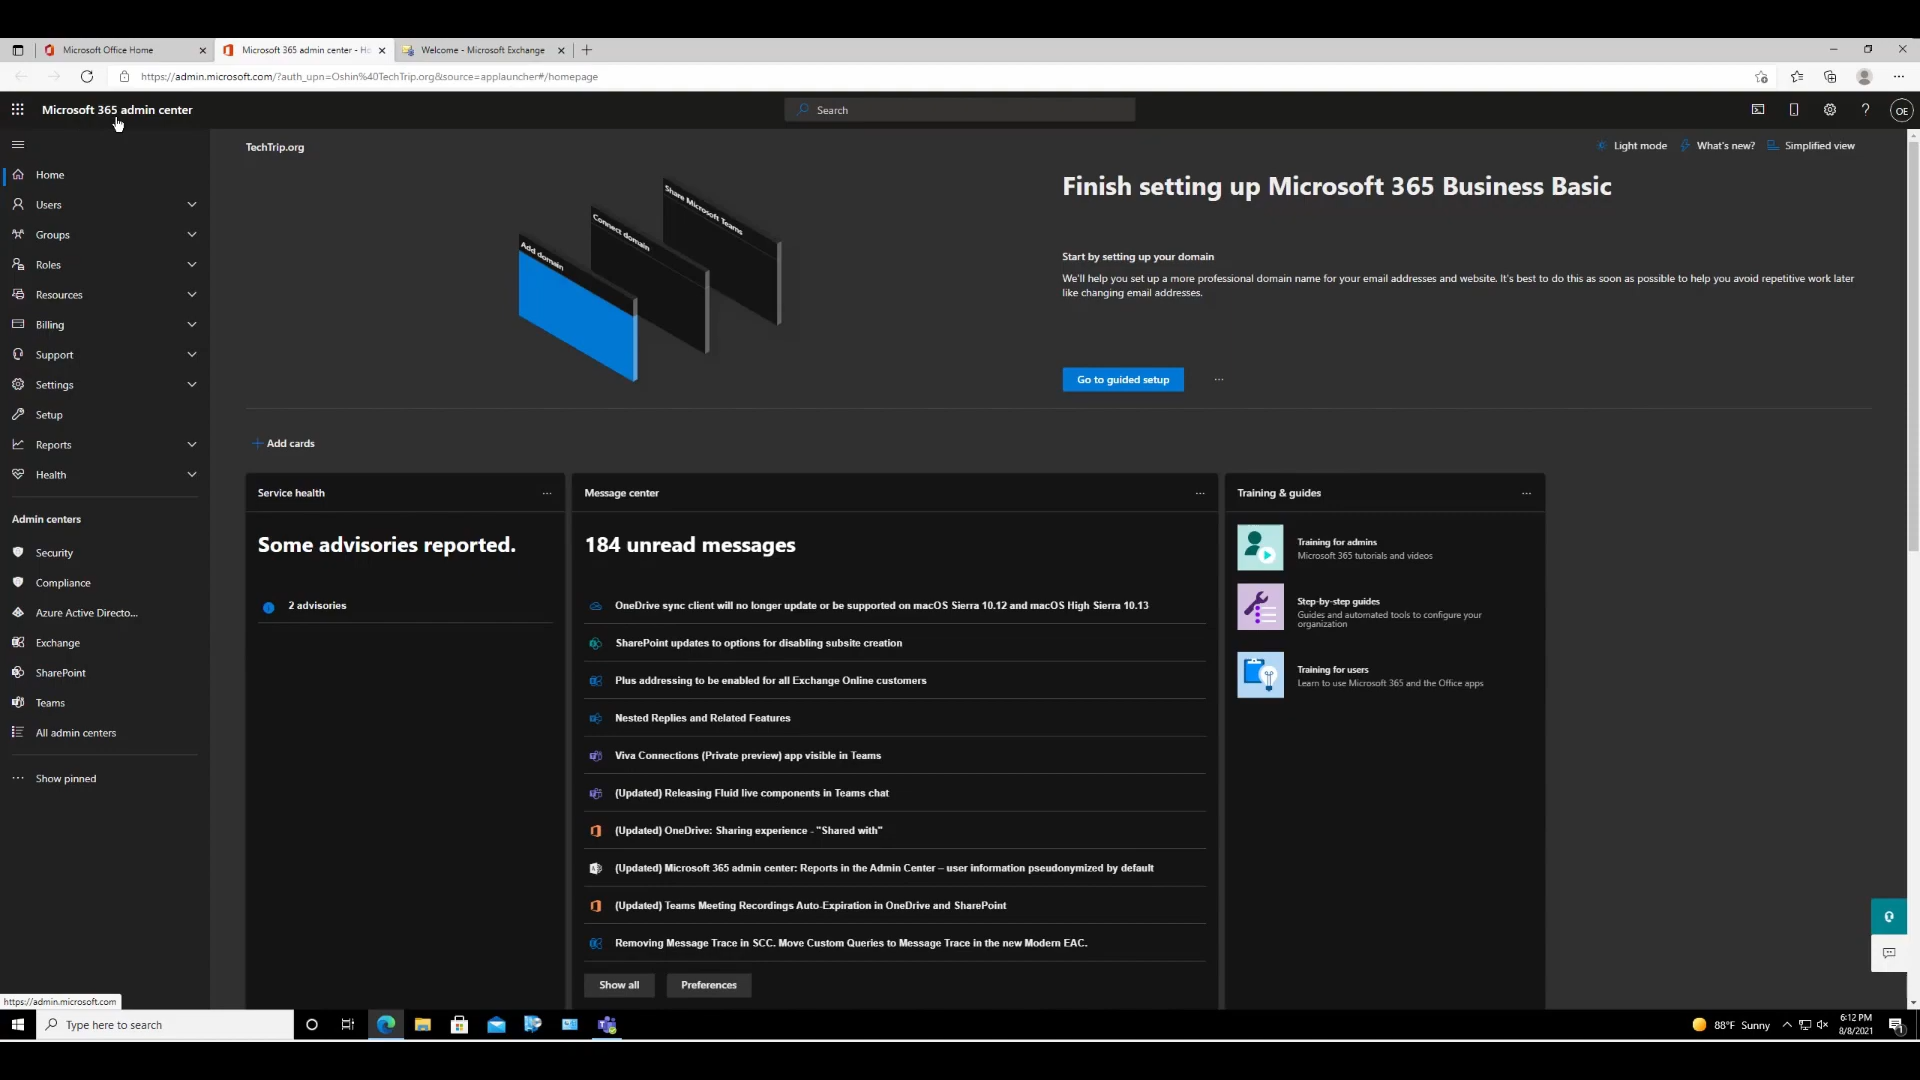 Microsoft Office Home
Microsoft 365 admin center - Ho
Welcome - Microsoft Exchange
https://admin.microsoft.com/?auth_upn=Oshin%40TechTrip.org&source=applauncher#/homepage
Microsoft 365 admin center
Search
OE
TechTrip.org
Light mode
What's new?
Simplified view
Home
Users
Groups
Roles
Resources
Billing
Support
Settings
Setup
Reports
Health
Admin centers
Security
Compliance
Azure Active Directo...
Exchange
SharePoint
Teams
All admin centers
Show pinned
Add domain
Connect domain
Share Microsoft Teams
Finish setting up Microsoft 365 Business Basic
Start by setting up your domain
We'll help you set up a more professional domain name for your email addresses and website. It's best to do this as soon as possible to help you avoid repetitive work later
like changing email addresses.
Go to guided setup
Add cards
Service health
Some advisories reported.
2 advisories
Message center
184 unread messages
OneDrive sync client will no longer update or be supported on macOS Sierra 10.12 and macOS High Sierra 10.13
SharePoint updates to options for disabling subsite creation
Plus addressing to be enabled for all Exchange Online customers
Nested Replies and Related Features
Viva Connections (Private preview) app visible in Teams
(Updated) Releasing Fluid live components in Teams chat
(Updated) OneDrive: Sharing experience - "Shared with"
(Updated) Microsoft 365 admin center: Reports in the Admin Center – user information pseudonymized by default
(Updated) Teams Meeting Recordings Auto-Expiration in OneDrive and SharePoint
Removing Message Trace in SCC. Move Custom Queries to Message Trace in the new Modern EAC.
Show all
Preferences
Training & guides
Training for admins
Microsoft 365 tutorials and videos
Step-by-step guides
Guides and automated tools to configure your
organization
Training for users
Learn to use Microsoft 365 and the Office apps
https://admin.microsoft.com
Type here to search
88°F Sunny
6:12 PM
8/8/2021
1